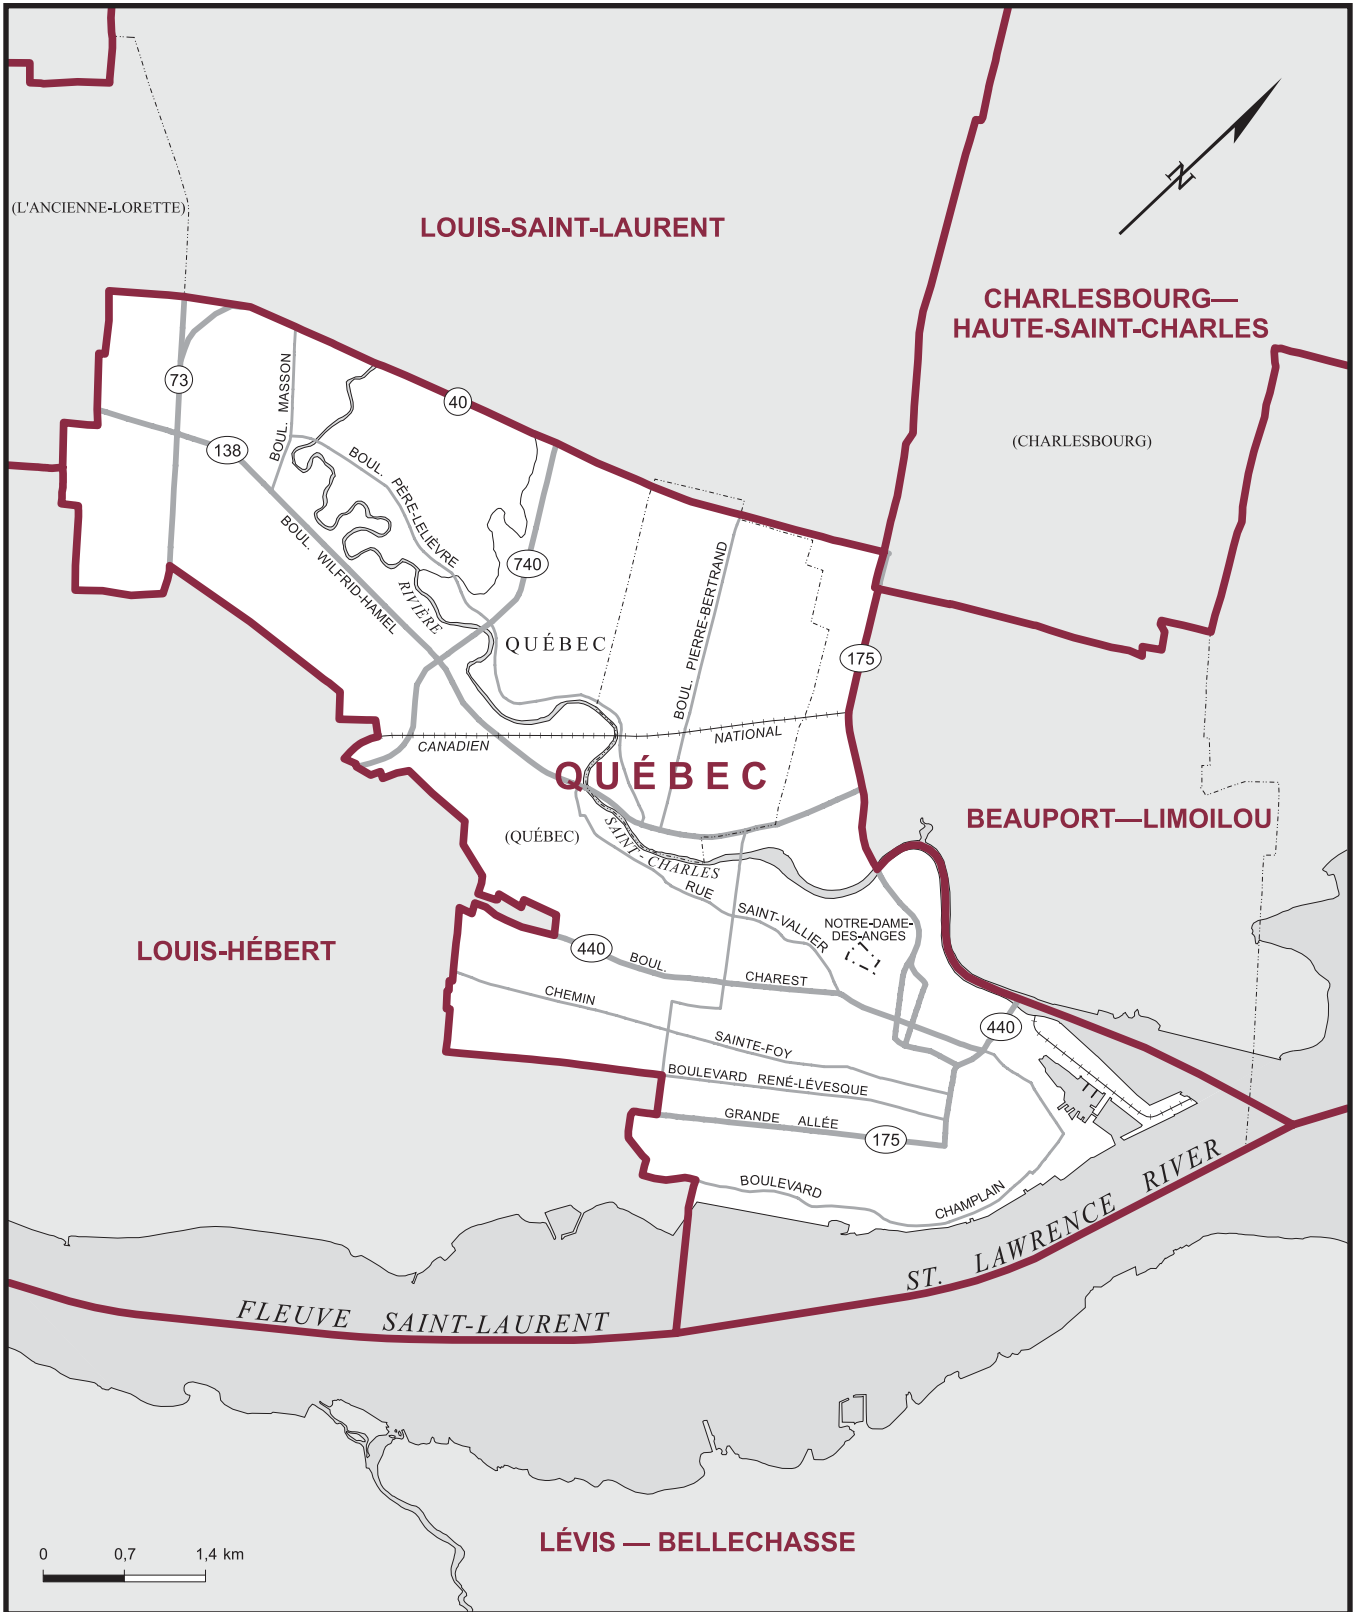 N
(L'ANCIENNE-LORETTE)
LOUIS-SAINT-LAURENT
CHARLESBOURG—
HAUTE-SAINT-CHARLES
73
BOUL. MASSON
40
138
(CHARLESBOURG)
BOUL. PÈRE-LELIÈVRE
BOUL. WILFRID-HAMEL
740
RIVIÈRE
QUÉBEC
BOUL. PIERRE-BERTRAND
175
CANADIEN
NATIONAL
QUÉBEC
BEAUPORT—LIMOILOU
(QUÉBEC)
SAINT-CHARLES
RUE
SAINT-VALLIER
NOTRE-DAME-
DES-ANGES
LOUIS-HÉBERT
440
BOUL.
CHAREST
CHEMIN
440
SAINTE-FOY
BOULEVARD RENÉ-LÉVESQUE
GRANDE ALLÉE
175
BOULEVARD
CHAMPLAIN
ST. LAWRENCE RIVER
FLEUVE SAINT-LAURENT
LÉVIS — BELLECHASSE
0 0,7 1,4 km